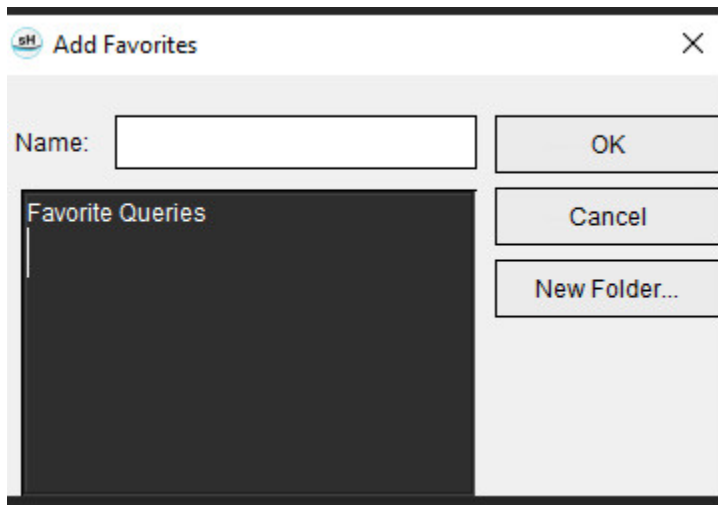 sH Add Favorites
Name:
OK
Favorite Queries
Cancel
New Folder...